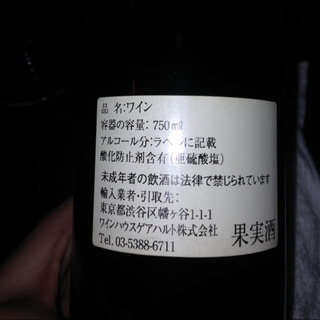 品 名:ワイン
容器の容量: 750mℓ
アルコール分:ラベルに記載
酸化防止剤含有(亜硫酸塩)
未成年者の飲酒は法律で禁じられています
輸入業者・引取先:
東京都渋谷区幡ヶ谷1-1-1
ワインハウスゲアハルト株式会社
Tel. 03-5388-6711
果実酒